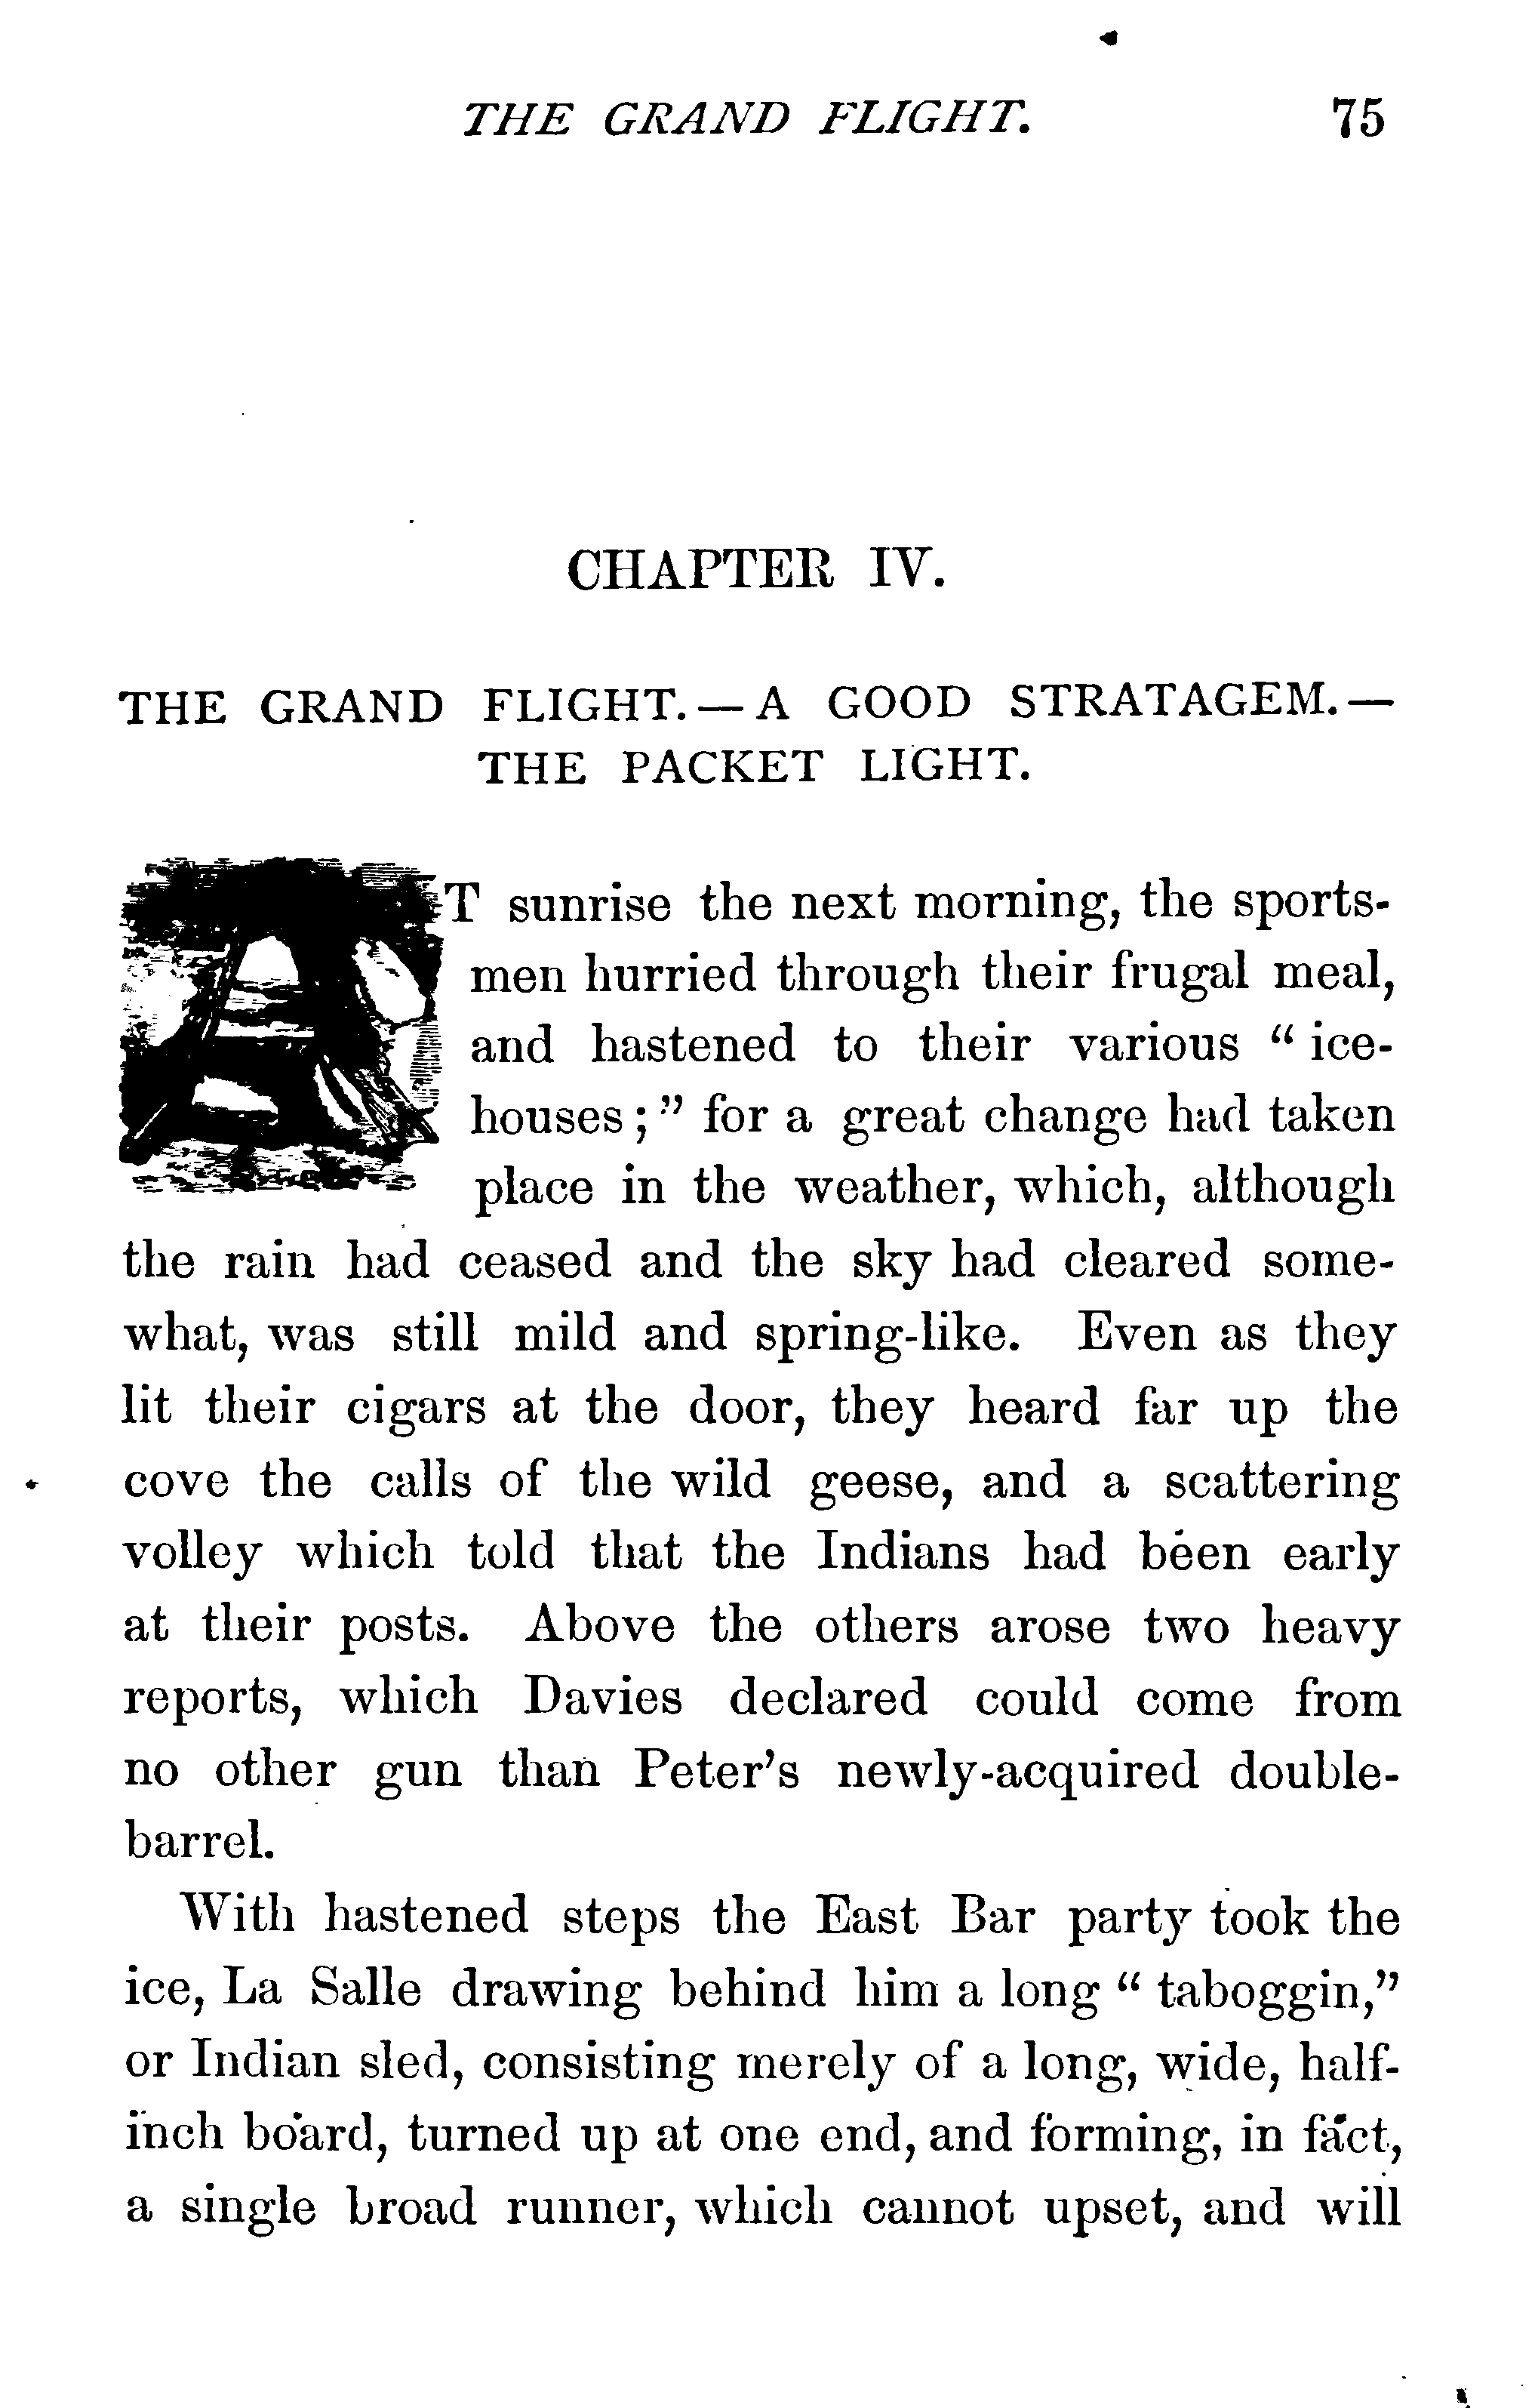 THE GRAND FLIGHT. 75
CHAPTER IV.
THE GRAND FLIGHT. — A GOOD STRATAGEM. —
THE PACKET LIGHT.
AT sunrise the next morning, the sports-
men hurried through their frugal meal,
and hastened to their various “ ice-
houses ; ” for a great change had taken
place in the weather, which, although
the rain had ceased and the sky had cleared some-
what, was still mild and spring-like. Even as they
lit their cigars at the door, they heard far up the
cove the calls of the wild geese, and a scattering
volley which told that the Indians had been early
at their posts. Above the others arose two heavy
reports, which Davies declared could come from
no other gun than Peter’s newly-acquired double-
barrel.
With hastened steps the East Bar party took the
ice, La Salle drawing behind him a long “ taboggin,”
or Indian sled, consisting merely of a long, wide, half-
inch board, turned up at one end, and forming, in fact,
a single broad runner, which cannot upset, and will